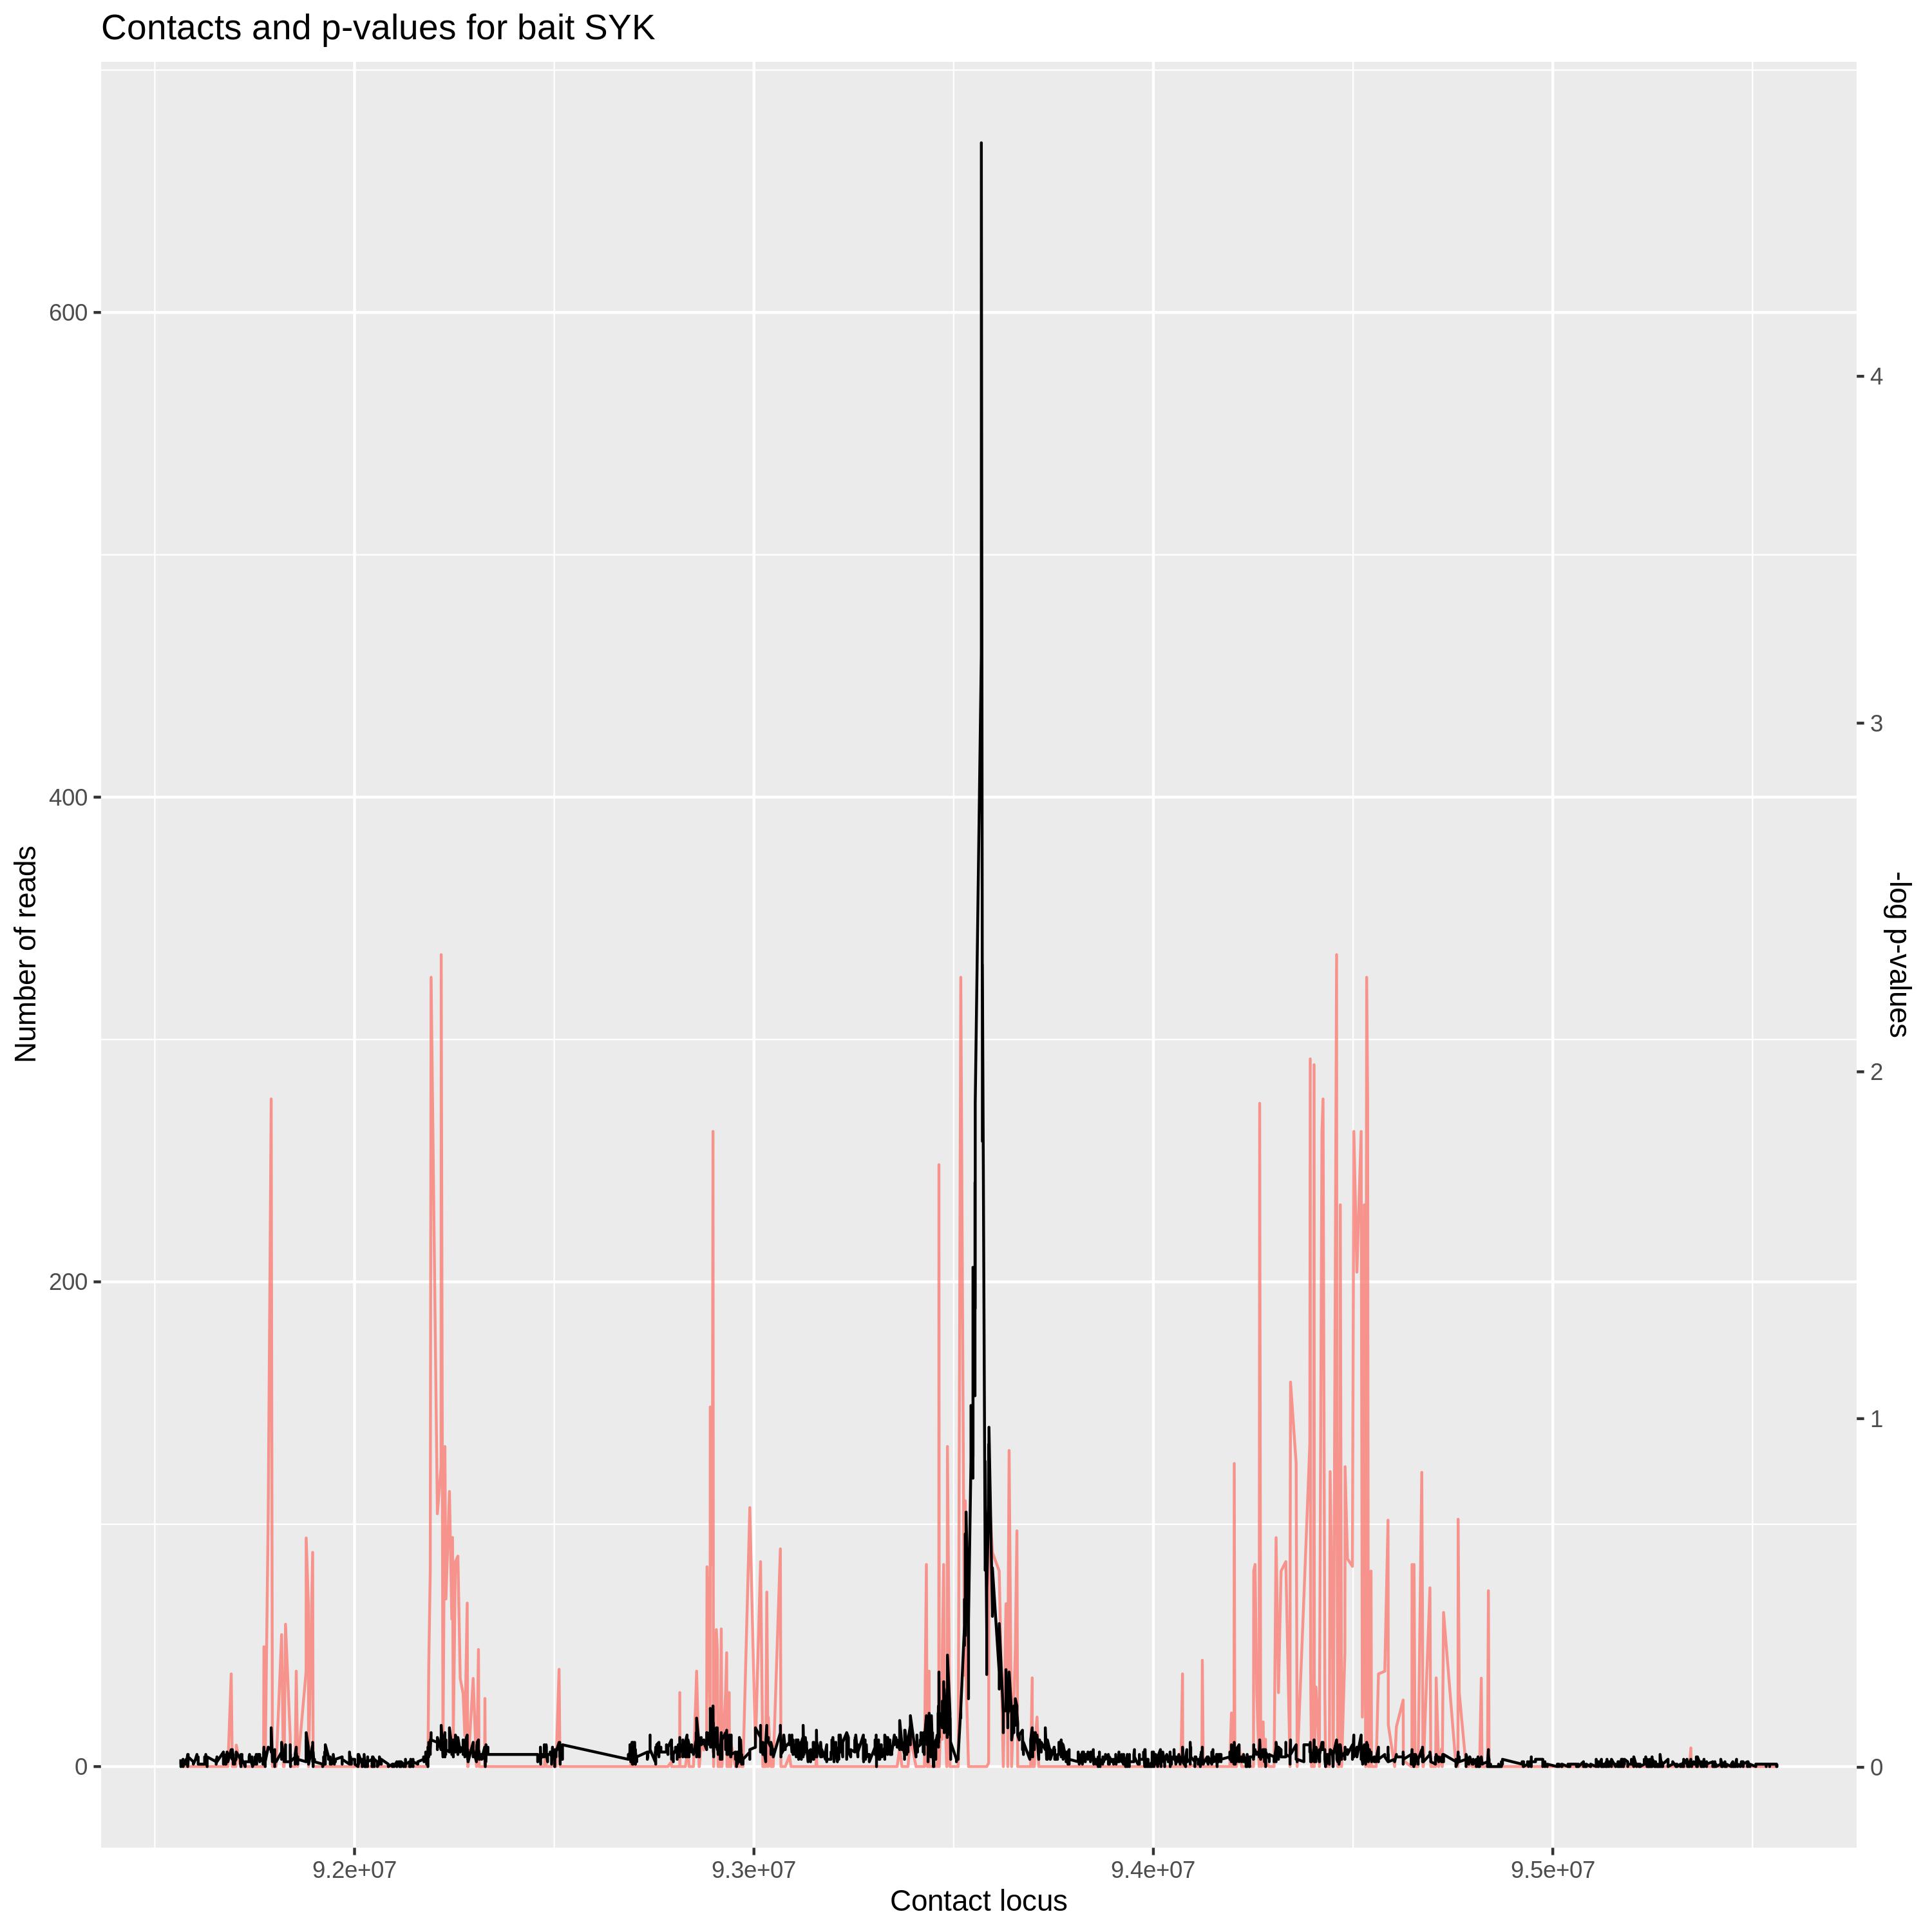 Contacts and p-values for bait SYK
600
400
200
0
Number of reads
4
3
2
1
0
-log p-values
9.2e+07
9.3e+07
9.4e+07
9.5e+07
Contact locus